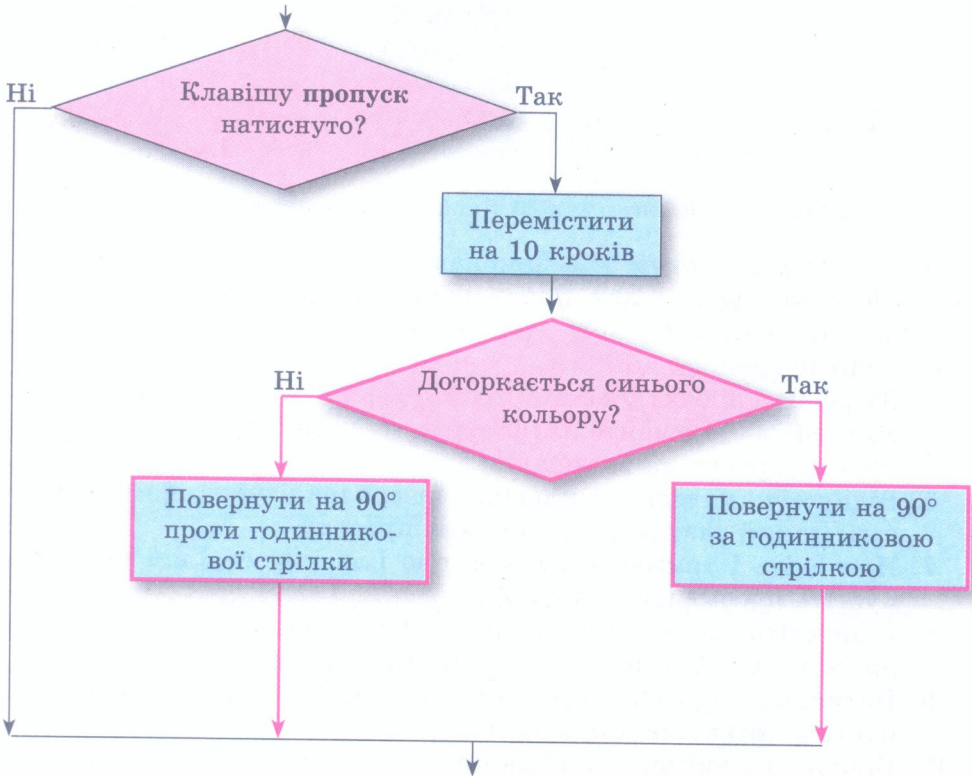 Клавішу пропуск
натиснуто?
Ні
Так
Перемістити
на 10 кроків
Доторкається синього
кольору?
Ні
Так
Повернути на 90°
проти годиннико-
вої стрілки
Повернути на 90°
за годинниковою
стрілкою